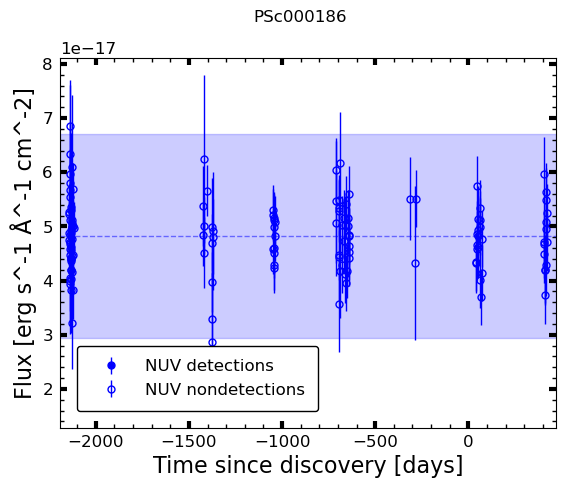 PSc000186
1e−17
8
7
6
5
4
3
2
Flux [erg s^-1 Å^-1 cm^-2]
NUV detections
NUV nondetections
−2000 −1500 −1000 −500 0
Time since discovery [days]